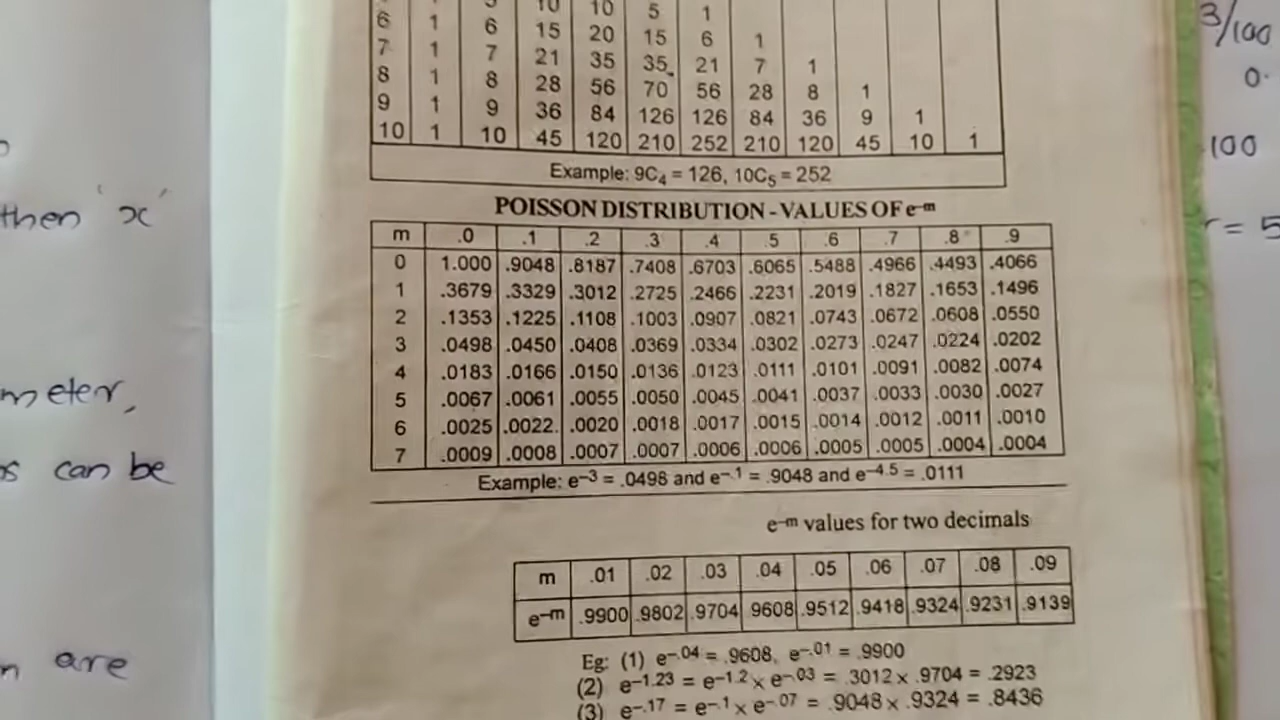 10 10 5 1
6 1 6 15 20 15 6 1
7 1 7 21 35 35 21 7 1
8 1 8 28 56 70 56 28 8 1
9 1 9 36 84 126 126 84 36 9 1
10 1 10 45 120 210 252 210 120 45 10 1
Example: 9C4 = 126, 10C5 = 252
POISSON DISTRIBUTION - VALUES OF e-m
m .0 .1 .2 .3 .4 .5 .6 .7 .8 .9
0 1.000 .9048 .8187 .7408 .6703 .6065 .5488 .4966 .4493 .4066
1 .3679 .3329 .3012 .2725 .2466 .2231 .2019 .1827 .1653 .1496
2 .1353 .1225 .1108 .1003 .0907 .0821 .0743 .0672 .0608 .0550
3 .0498 .0450 .0408 .0369 .0334 .0302 .0273 .0247 .0224 .0202
4 .0183 .0166 .0150 .0136 .0123 .0111 .0101 .0091 .0082 .0074
5 .0067 .0061 .0055 .0050 .0045 .0041 .0037 .0033 .0030 .0027
6 .0025 .0022 .0020 .0018 .0017 .0015 .0014 .0012 .0011 .0010
7 .0009 .0008 .0007 .0007 .0006 .0006 .0005 .0005 .0004 .0004
Example: e-3 = .0498 and e-.1 = .9048 and e-4.5 = .0111
e-m values for two decimals
m .01 .02 .03 .04 .05 .06 .07 .08 .09
e-m .9900 .9802 .9704 .9608 .9512 .9418 .9324 .9231 .9139
Eg: (1) e-.04 = .9608, e-.01 = .9900
(2) e-1.23 = e-1.2 x e-.03 = .3012 x .9704 = .2923
(3) e-.17 = e-.1 x e-.07 = .9048 x .9324 = .8436
then 'x'
meter,
can be
are
3/100
0.
100
r = 5